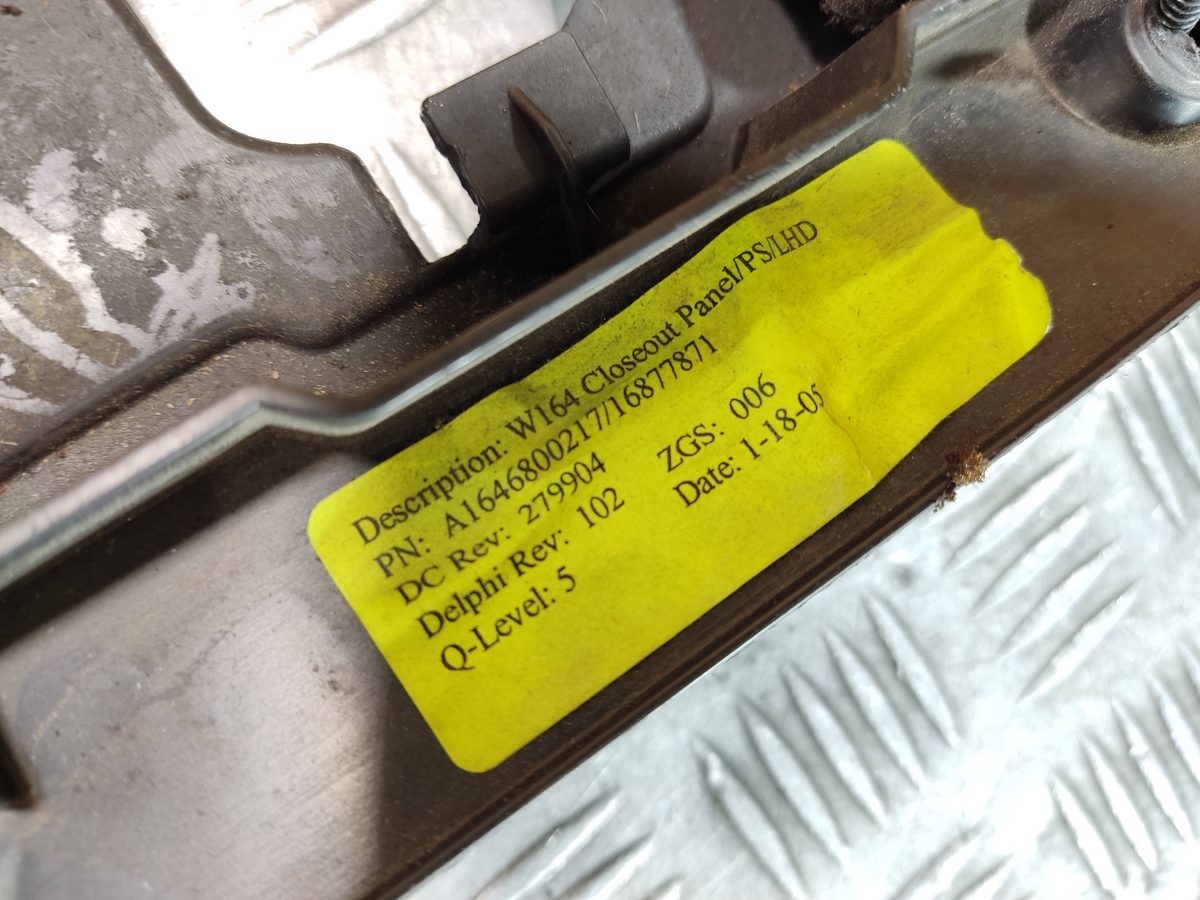 Description: W164 Closeout Panel/PS/LHD
PN: A1646800217/16877871
DC Rev: 279904 ZGS: 006
Delphi Rev: 102 Date: 1-18-05
Q-Level: 5